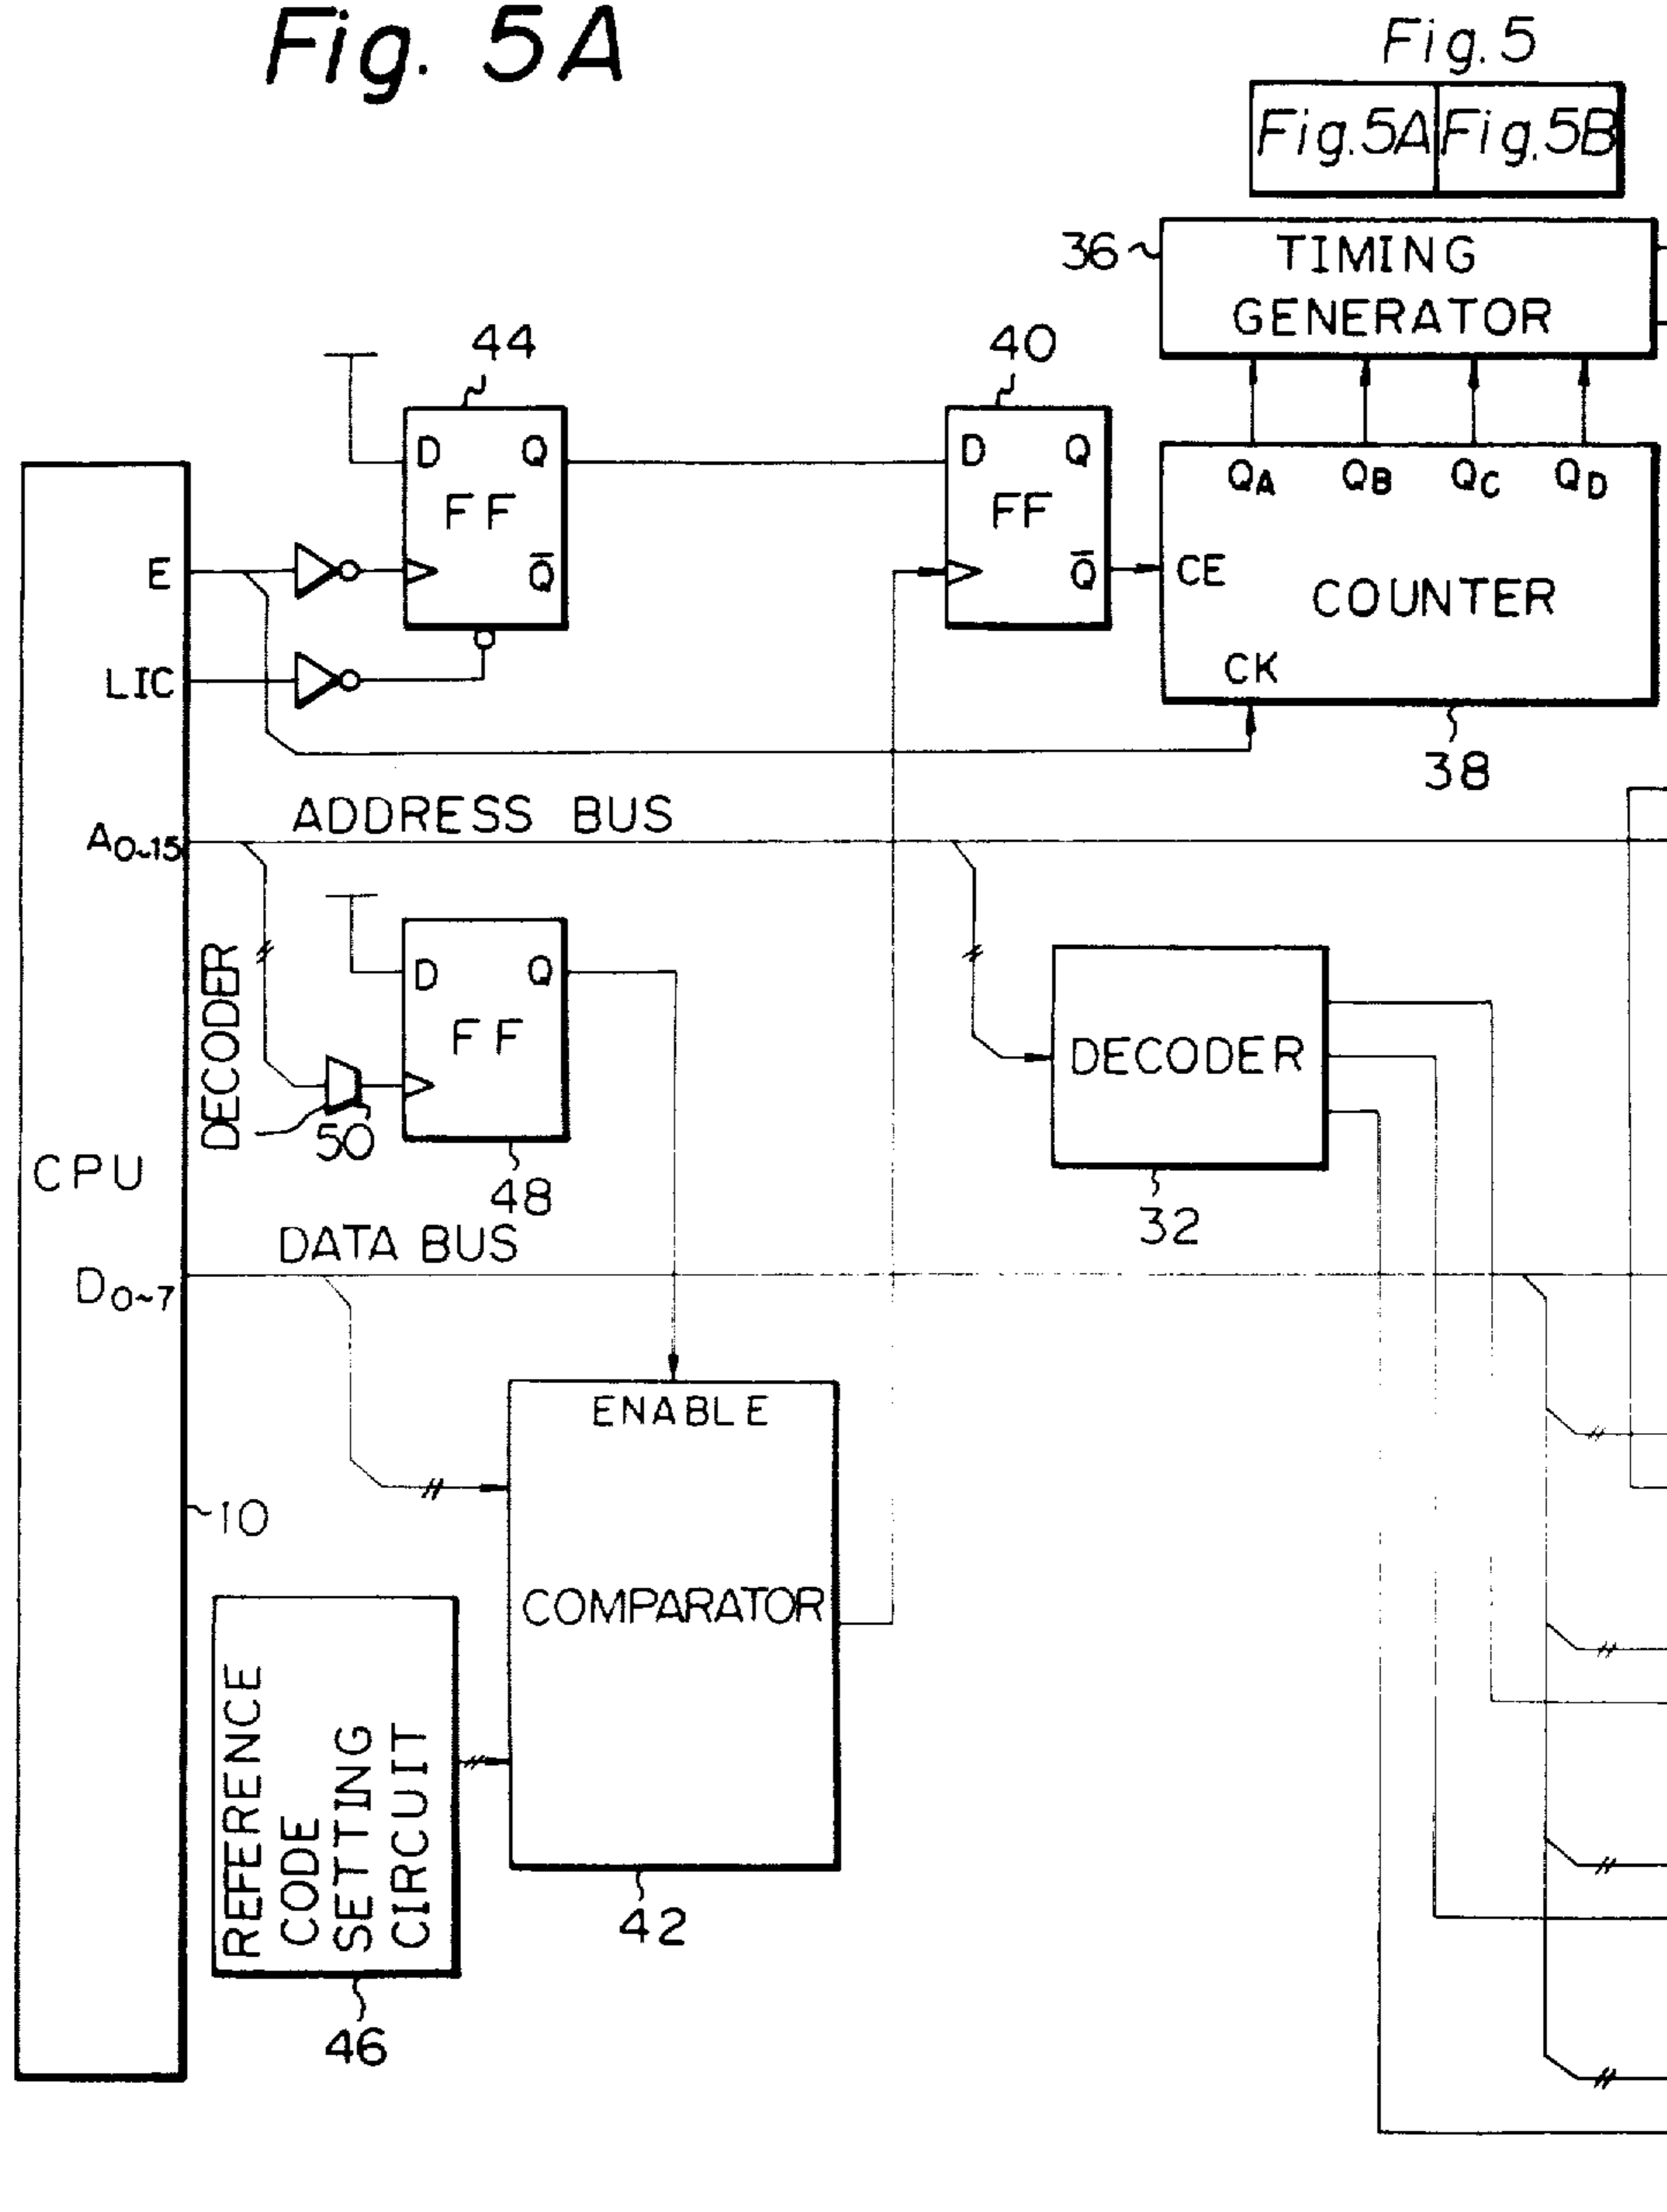 Fig. 5A
Fig. 5
Fig. 5A Fig. 5B
36
TIMING
GENERATOR
44
40
D Q
FF
Q̅
D Q
FF
Q̅
QA QB QC QD
CE
COUNTER
CK
38
E
LIC
ADDRESS BUS
A0~15
DECODER
D Q
FF
50
48
DECODER
32
CPU
DATA BUS
D0~7
ENABLE
COMPARATOR
10
REFERENCE
CODE
SETTING
CIRCUIT
42
46